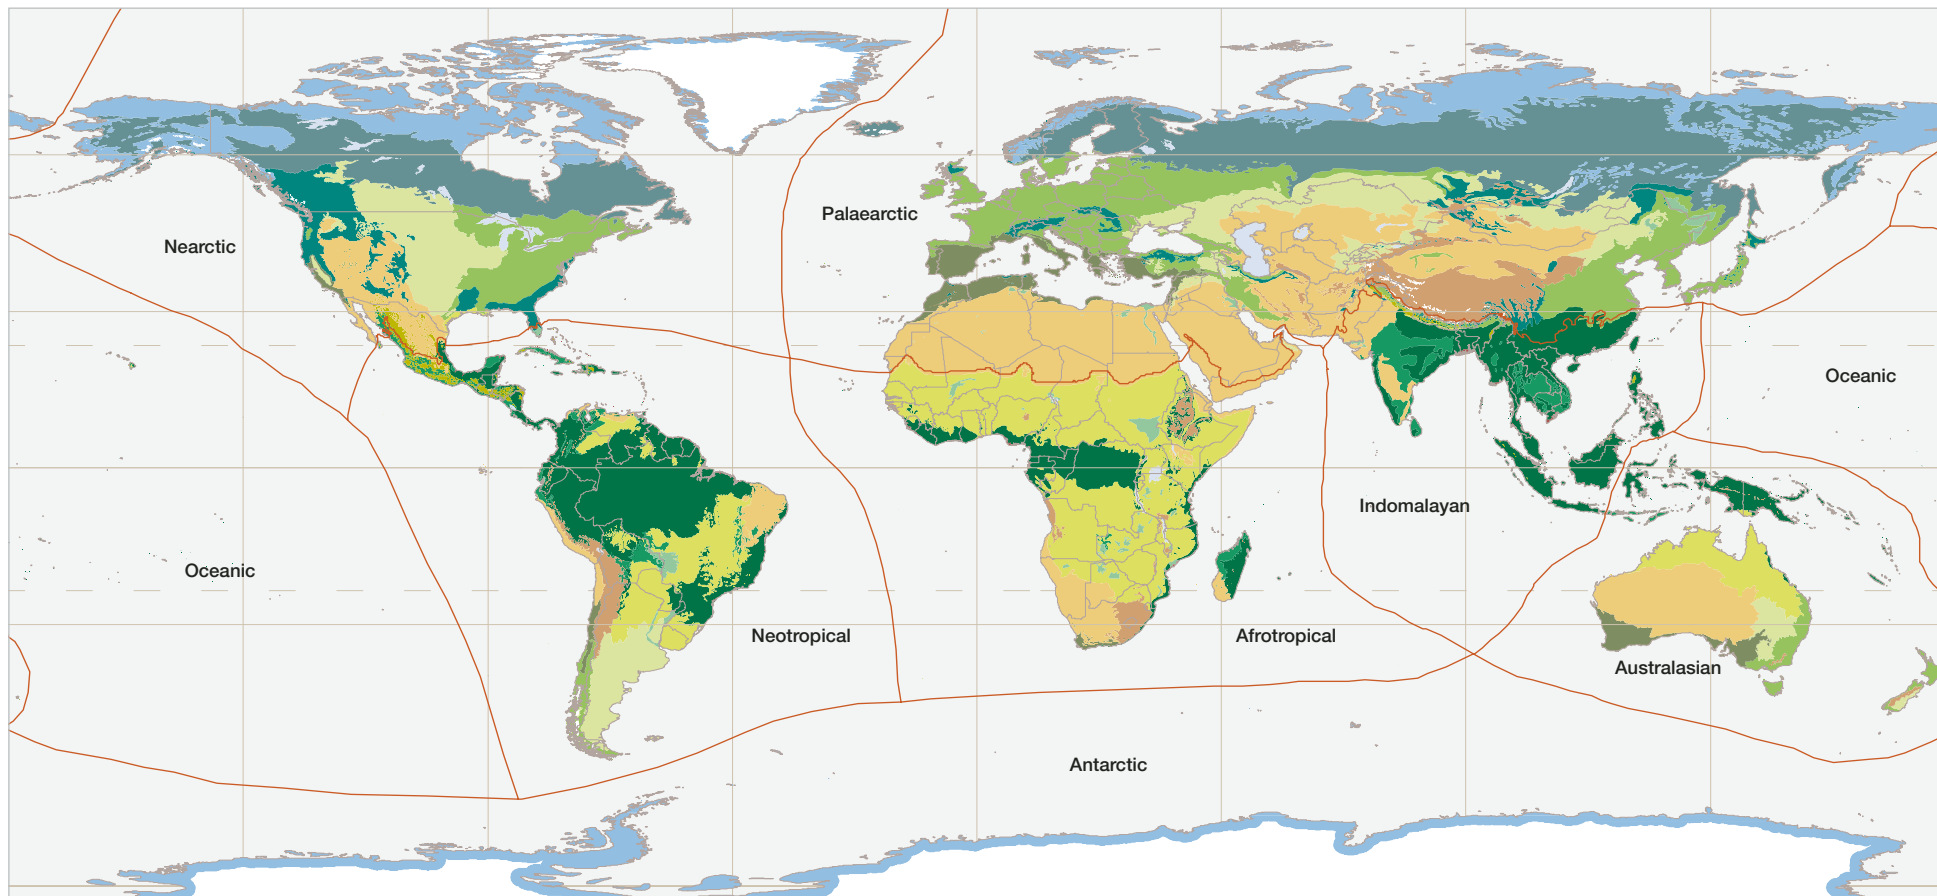 Palaearctic
Nearctic
Oceanic
Indomalayan
Oceanic
Neotropical
Afrotropical
Australasian
Antarctic